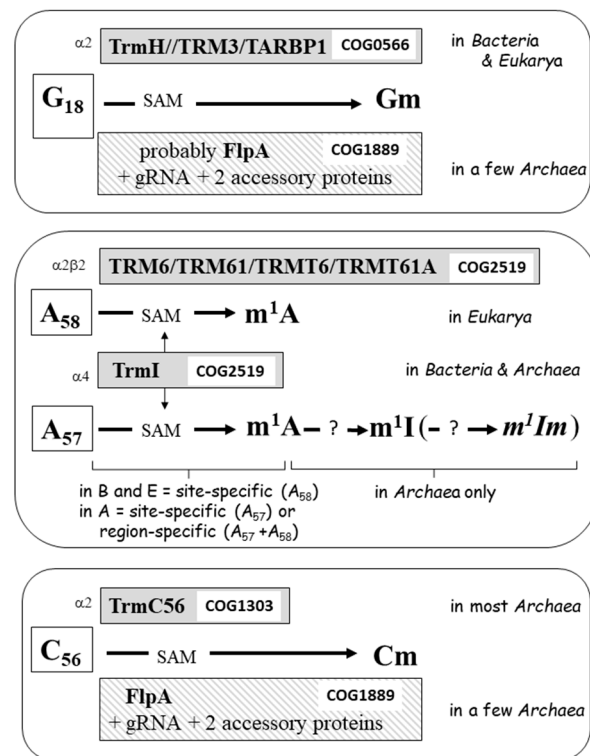 α2 TrmH//TRM3/TARBP1 COG0566 in Bacteria
& Eukarya
G18 SAM Gm
probably FlpA COG1889
+ gRNA + 2 accessory proteins in a few Archaea
α2β2 TRM6/TRM61/TRMT6/TRMT61A COG2519
A58 SAM m¹A in Eukarya
α4 TrmI COG2519 in Bacteria & Archaea
A57 SAM m¹A – ? m¹I (– ? m¹Im)
in B and E = site-specific (A58) in Archaea only
in A = site-specific (A57) or
region-specific (A57 +A58)
α2 TrmC56 COG1303 in most Archaea
C56 SAM Cm
FlpA COG1889
+ gRNA + 2 accessory proteins in a few Archaea